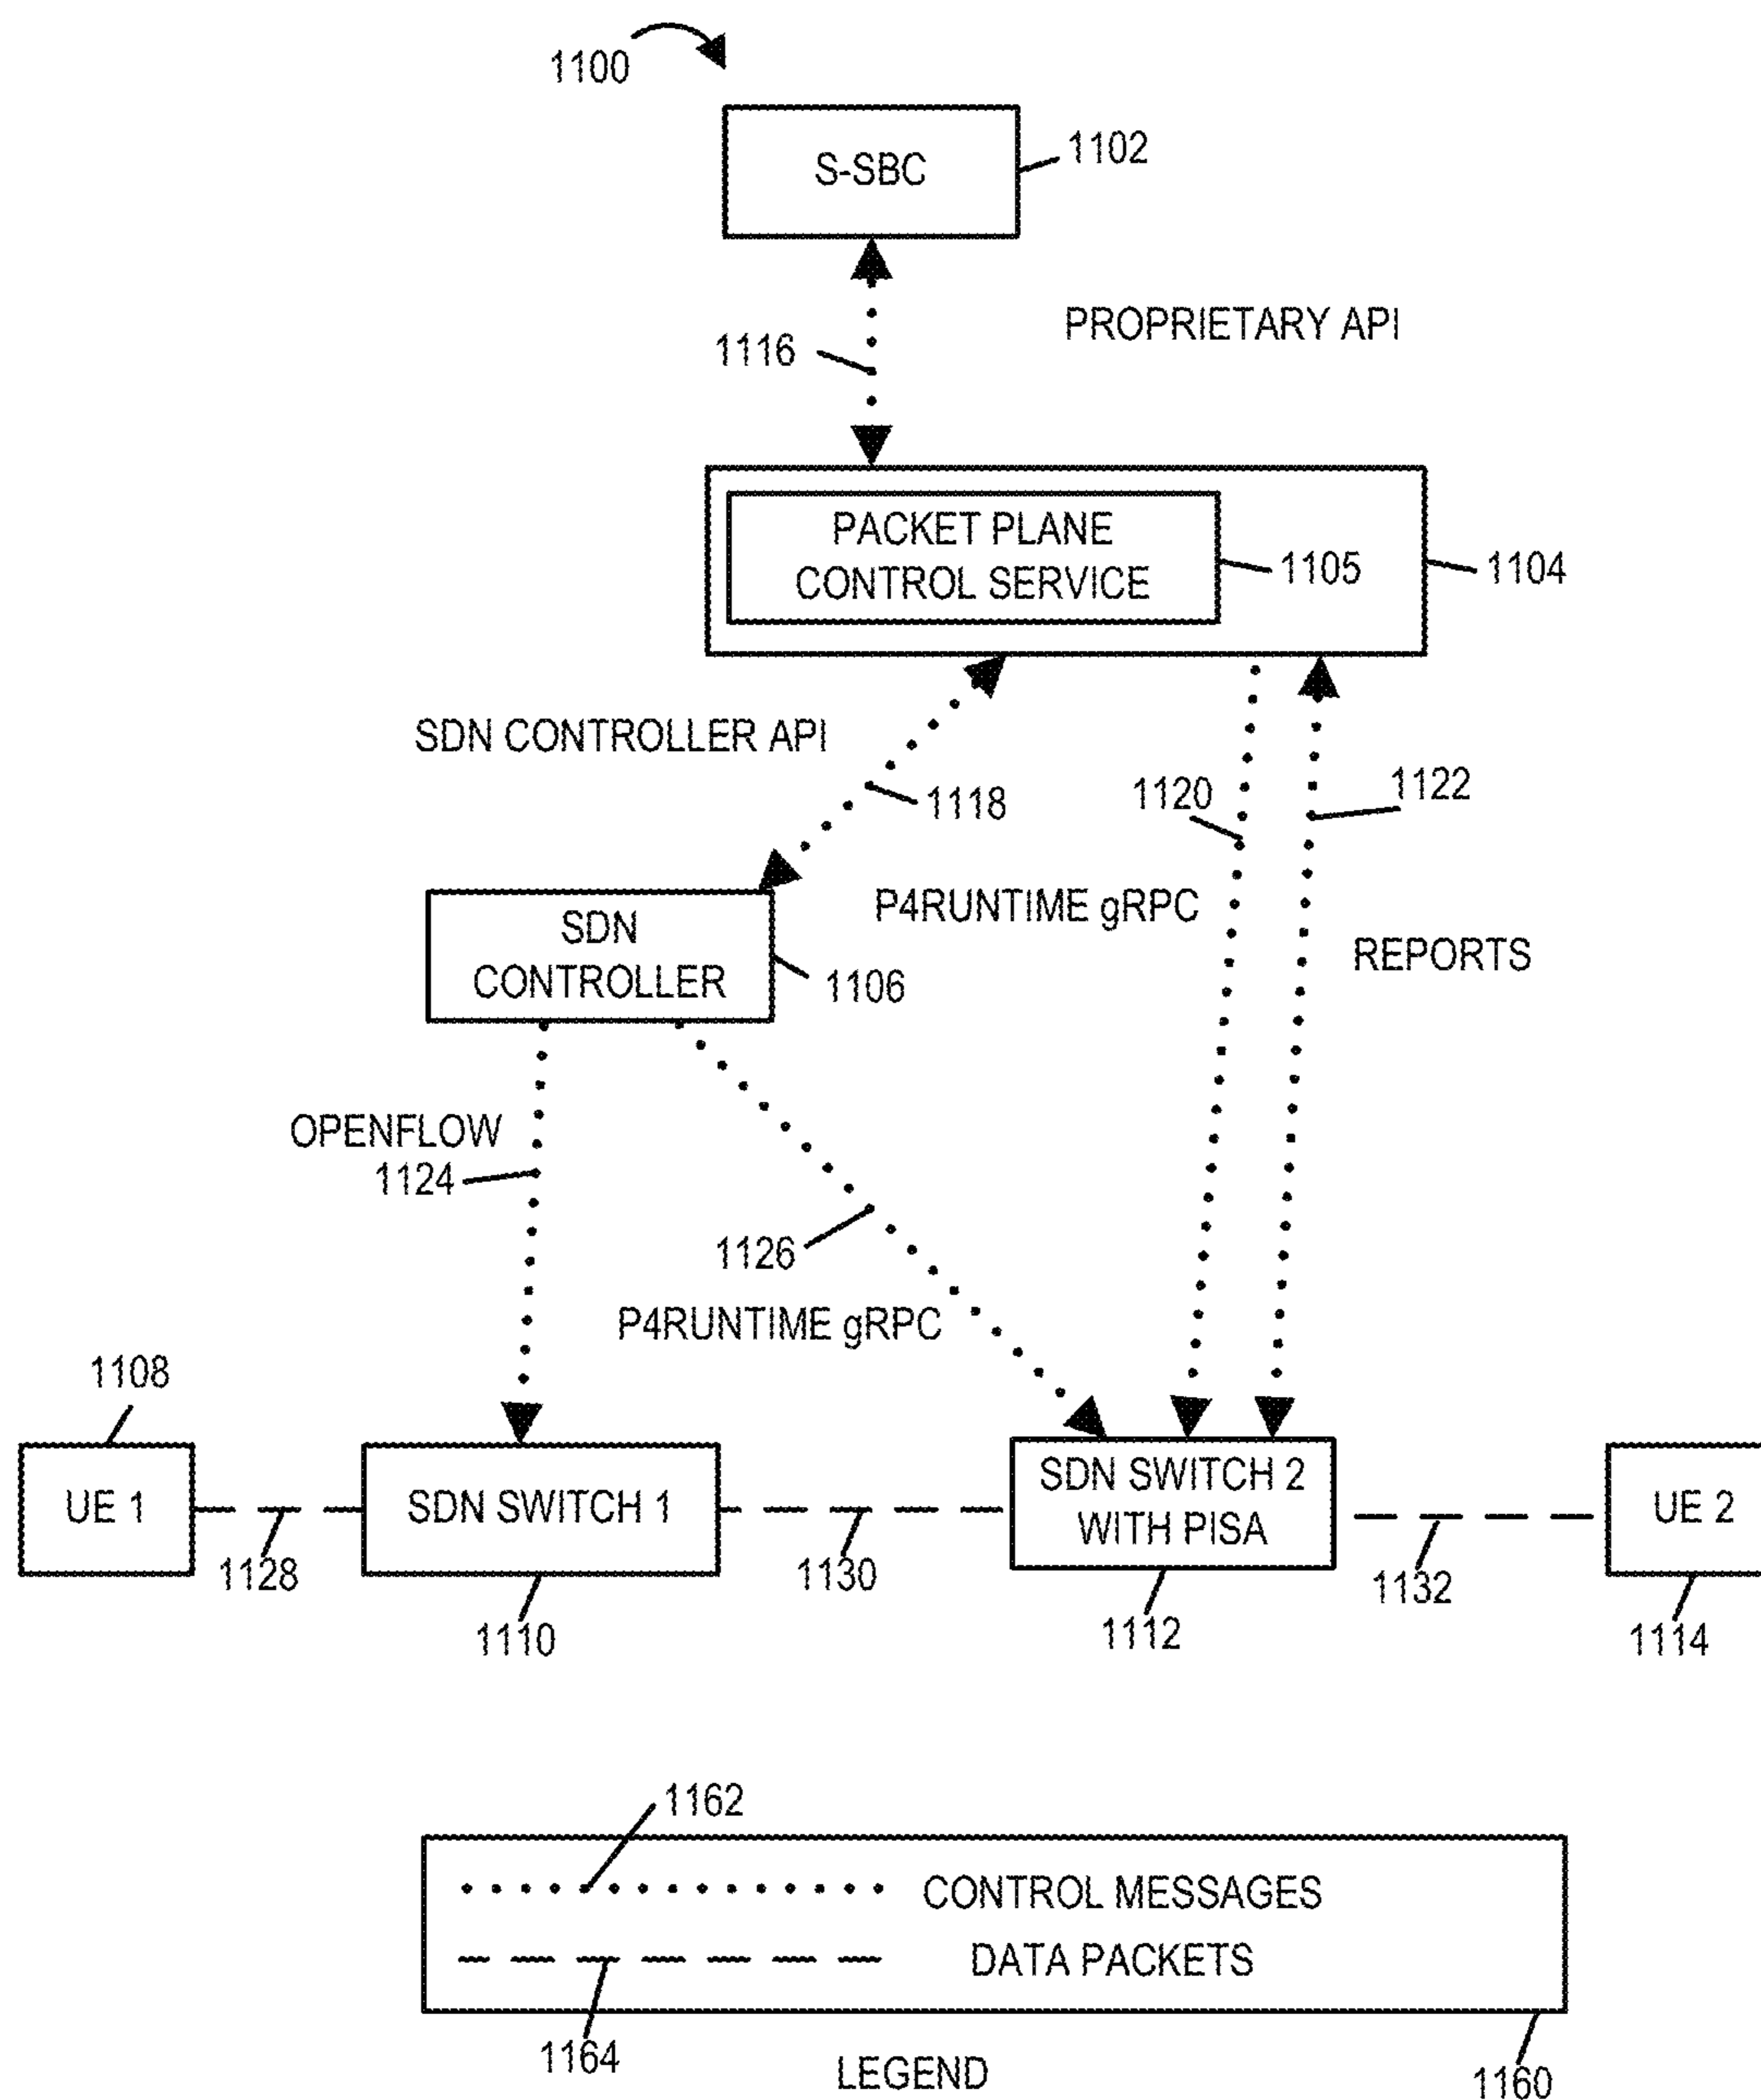 1100
S-SBC
1102
1116
PROPRIETARY API
PACKET PLANE
CONTROL SERVICE
1105
1104
SDN CONTROLLER API
1118
1120
1122
P4RUNTIME gRPC
REPORTS
SDN
CONTROLLER
1106
OPENFLOW
1124
1126
P4RUNTIME gRPC
1108
UE 1
SDN SWITCH 1
SDN SWITCH 2
WITH PISA
UE 2
1128
1130
1132
1110
1112
1114
1162
CONTROL MESSAGES
DATA PACKETS
1164
LEGEND
1160